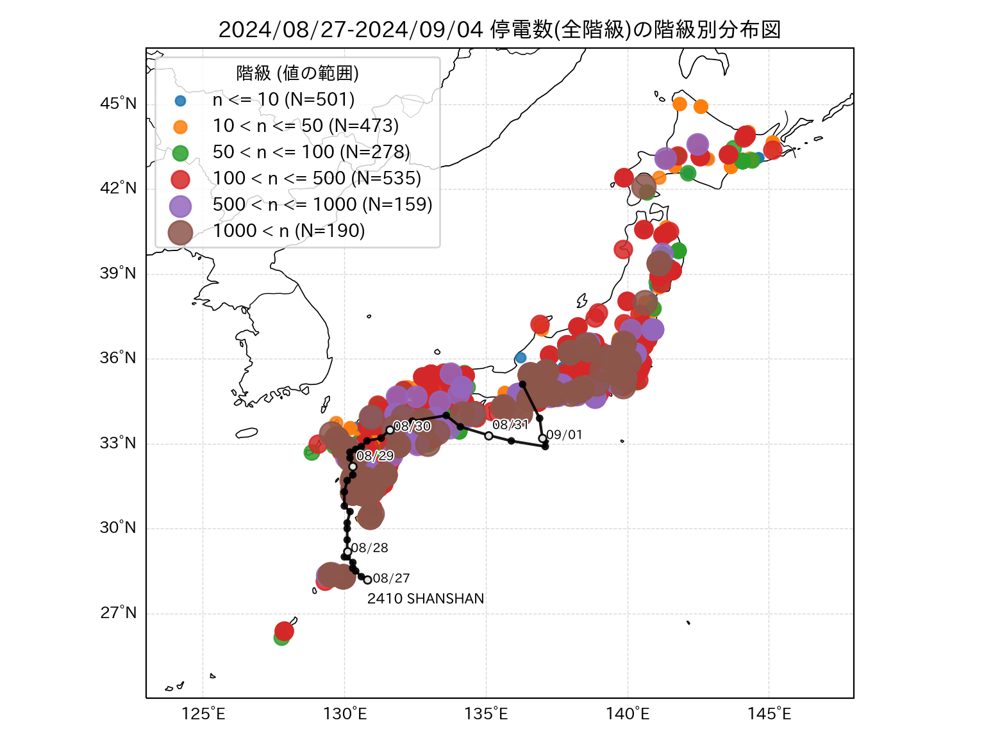 2024/08/27-2024/09/04 停電数(全階級)の階級別分布図
階級 (値の範囲)
n <= 10 (N=501)
10 < n <= 50 (N=473)
50 < n <= 100 (N=278)
100 < n <= 500 (N=535)
500 < n <= 1000 (N=159)
1000 < n (N=190)
45°N
42°N
39°N
36°N
33°N
30°N
27°N
08/30
08/31
09/01
08/29
08/28
08/27
2410 SHANSHAN
125°E
130°E
135°E
140°E
145°E